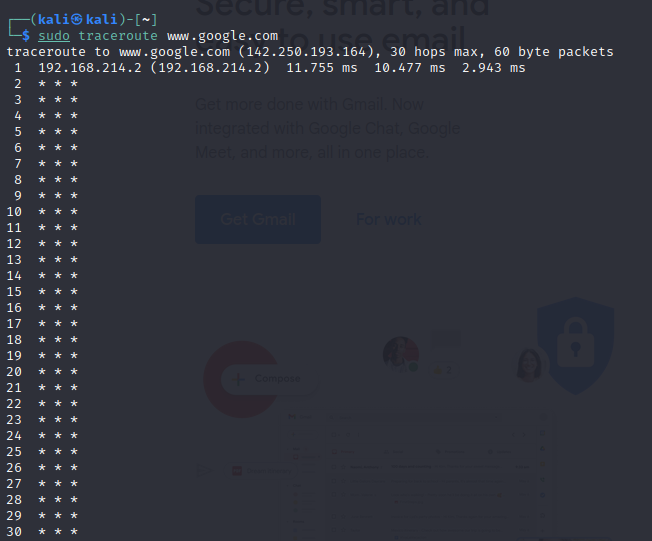 ┌──(kali㉿kali)-[~]
└─$ sudo traceroute www.google.com
traceroute to www.google.com (142.250.193.164), 30 hops max, 60 byte packets
1 192.168.214.2 (192.168.214.2) 11.755 ms 10.477 ms 2.943 ms
2 * * *
3 * * *
4 * * *
5 * * *
6 * * *
7 * * *
8 * * *
9 * * *
10 * * *
11 * * *
12 * * *
13 * * *
14 * * *
15 * * *
16 * * *
17 * * *
18 * * *
19 * * *
20 * * *
21 * * *
22 * * *
23 * * *
24 * * *
25 * * *
26 * * *
27 * * *
28 * * *
29 * * *
30 * * *
Secure, smart, and
to use email
Get more done with Gmail. Now
integrated with Google Chat, Google
Meet, and more, all in one place.
Get Gmail
For work
Compose